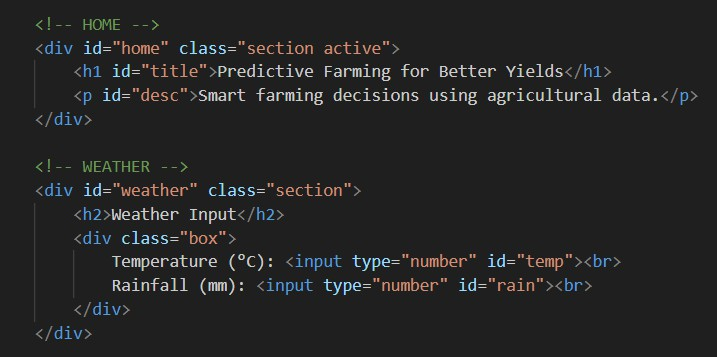 <!-- HOME -->
<div id="home" class="section active">
<h1 id="title">Predictive Farming for Better Yields</h1>
<p id="desc">Smart farming decisions using agricultural data.</p>
</div>
<!-- WEATHER -->
<div id="weather" class="section">
<h2>Weather Input</h2>
<div class="box">
Temperature (°C): <input type="number" id="temp"><br>
Rainfall (mm): <input type="number" id="rain"><br>
</div>
</div>